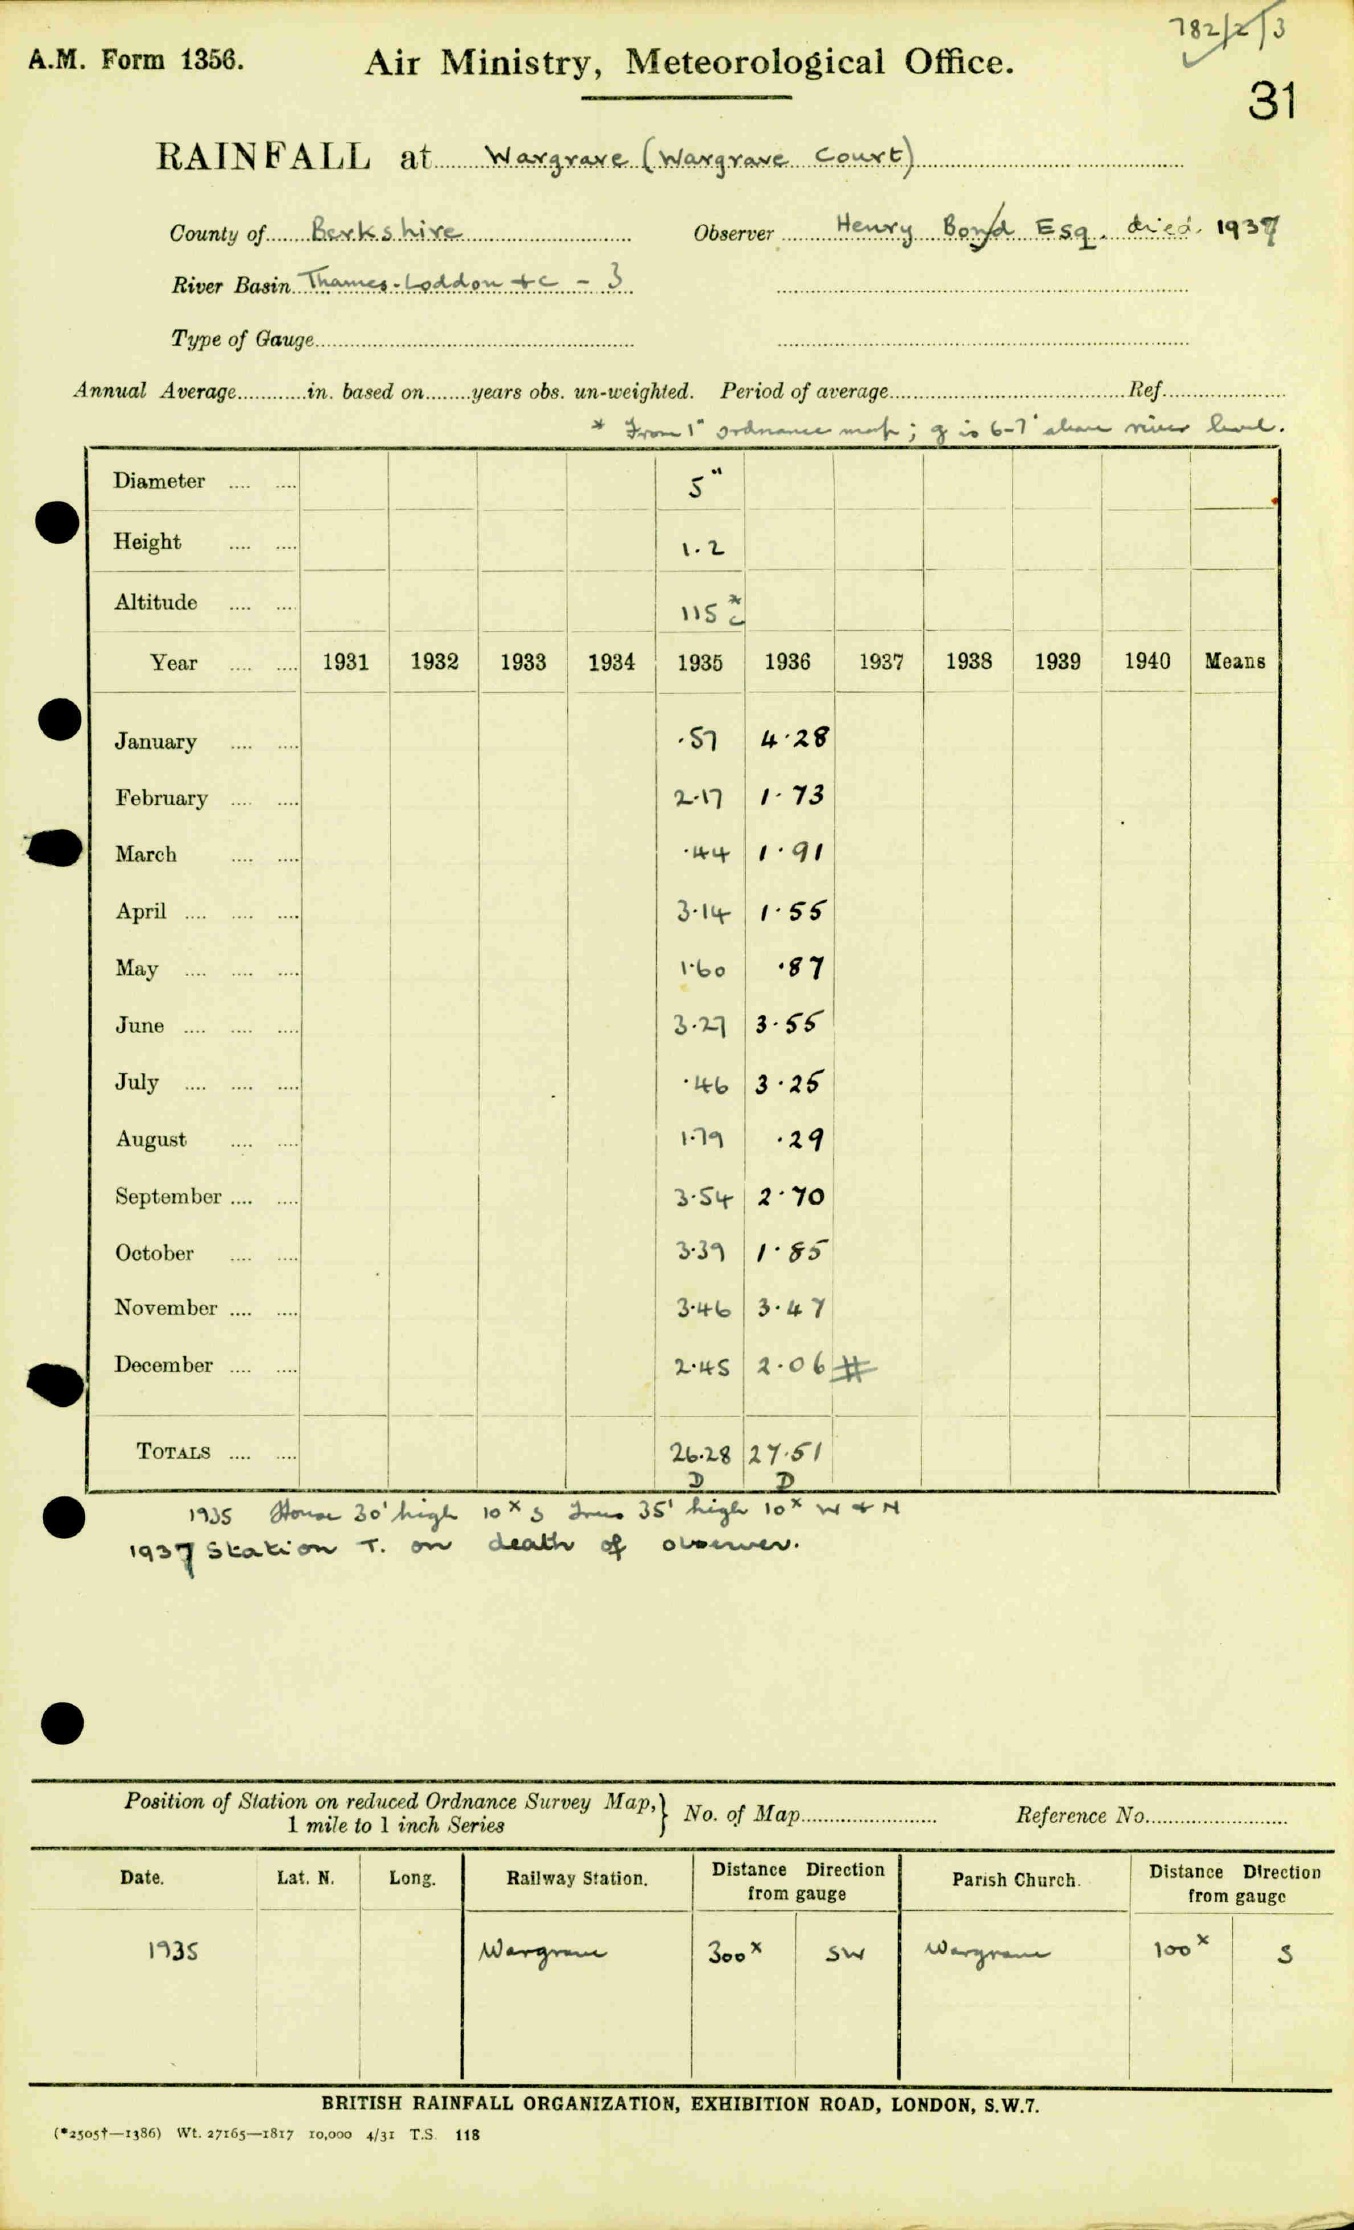 782/2/3
A.M. Form 1356. Air Ministry, Meteorological Office.
31
RAINFALL at Wargrave (Wargrave Court)
County of Berkshire Observer Henry Bond Esq. died. 1937
River Basin Thames-Loddon &c - 3
Type of Gauge
Annual Average in. based on years obs. un-weighted. Period of average Ref.
* From 1" ordnance map; g is 6-7' above river level.
Diameter 5"
Height 1.2
Altitude 115 * c
Year 1931 1932 1933 1934 1935 1936 1937 1938 1939 1940 Means
January .57 4.28
February 2.17 1.73
March .44 1.91
April 3.14 1.55
May 1.60 .87
June 3.27 3.55
July .46 3.25
August 1.79 .29
September 3.54 2.70
October 3.39 1.85
November 3.46 3.47
December 2.45 2.06 #
TOTALS 26.28 27.51
D D
1935 House 30' high 10x S Trees 35' high 10x W & N
1937 Station T. on death of observer.
Position of Station on reduced Ordnance Survey Map, } No. of Map Reference No.
1 mile to 1 inch Series
Date. Lat. N. Long. Railway Station. Distance Direction from gauge Parish Church. Distance Direction from gauge
1935 Wargrave 300x SW Wargrave 100x S
BRITISH RAINFALL ORGANIZATION, EXHIBITION ROAD, LONDON, S.W.7.
(*2505†—1386) Wt. 27165—1817 10,000 4/31 T.S. 118